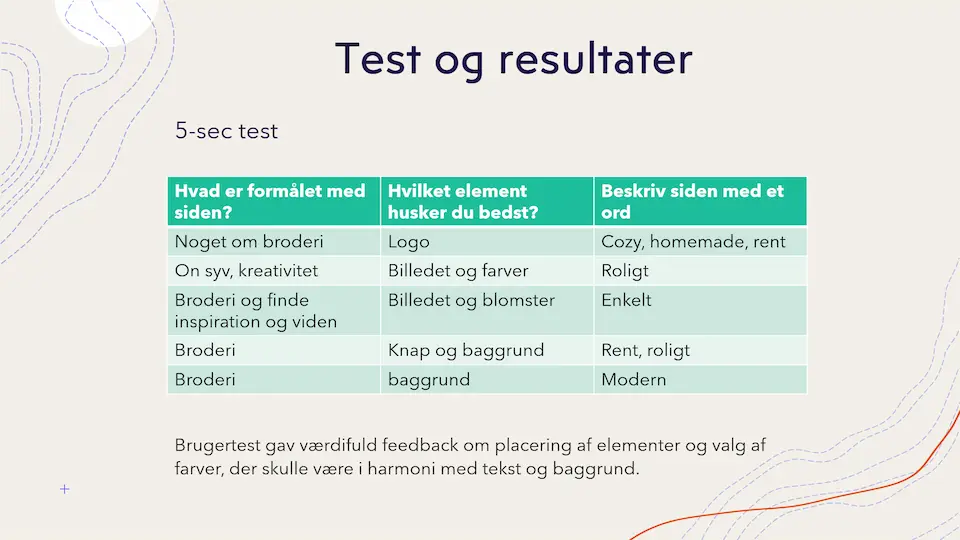 Test og resultater
5-sec test
Hvad er formålet med
siden?
Hvilket element
husker du bedst?
Beskriv siden med et
ord
Noget om broderi
Logo
Cozy, homemade, rent
On syv, kreativitet
Billedet og farver
Roligt
Broderi og finde
inspiration og viden
Billedet og blomster
Enkelt
Broderi
Knap og baggrund
Rent, roligt
Broderi
baggrund
Modern
Brugertest gav værdifuld feedback om placering af elementer og valg af
farver, der skulle være i harmoni med tekst og baggrund.